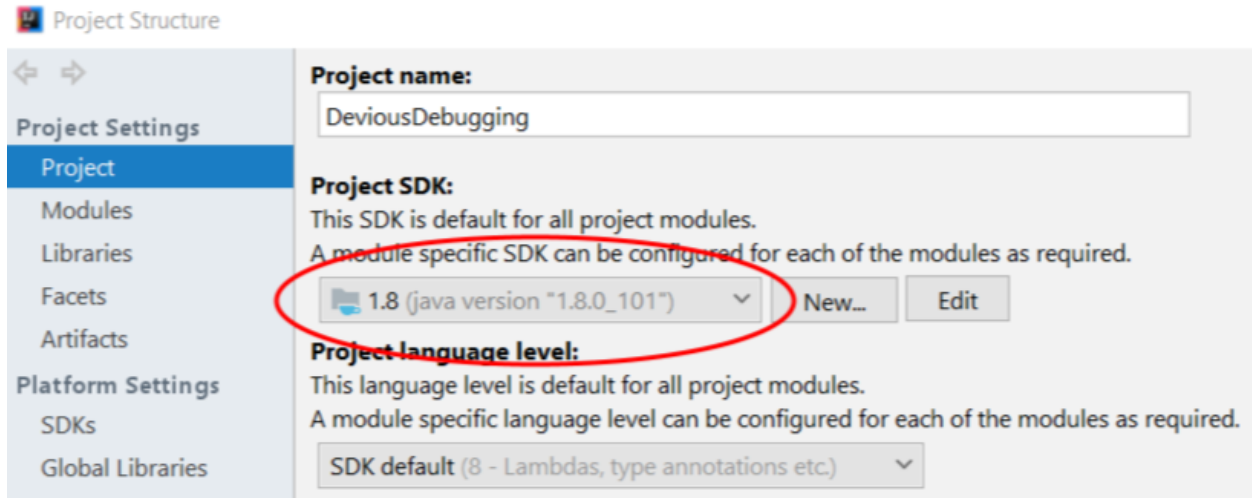 Project Structure
Project name:
DeviousDebugging
Project Settings
Project
Modules
Libraries
Facets
Artifacts
Platform Settings
SDKs
Global Libraries
Project SDK:
This SDK is default for all project modules.
A module specific SDK can be configured for each of the modules as required.
1.8 (java version "1.8.0_101") New... Edit
Project language level:
This language level is default for all project modules.
A module specific language level can be configured for each of the modules as required.
SDK default (8 - Lambdas, type annotations etc.)